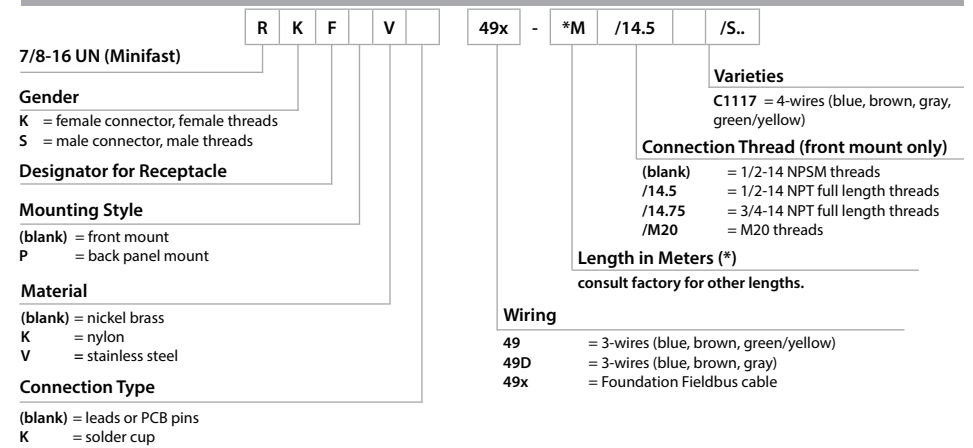 R K F V 49x - *M /14.5 /S..
7/8-16 UN (Minifast)
Gender
K = female connector, female threads
S = male connector, male threads
Designator for Receptacle
Mounting Style
(blank) = front mount
P = back panel mount
Material
(blank) = nickel brass
K = nylon
V = stainless steel
Connection Type
(blank) = leads or PCB pins
K = solder cup
Varieties
C1117 = 4-wires (blue, brown, gray,
green/yellow)
Connection Thread (front mount only)
(blank) = 1/2-14 NPSM threads
/14.5 = 1/2-14 NPT full length threads
/14.75 = 3/4-14 NPT full length threads
/M20 = M20 threads
Length in Meters (*)
consult factory for other lengths.
Wiring
49 = 3-wires (blue, brown, green/yellow)
49D = 3-wires (blue, brown, gray)
49x = Foundation Fieldbus cable